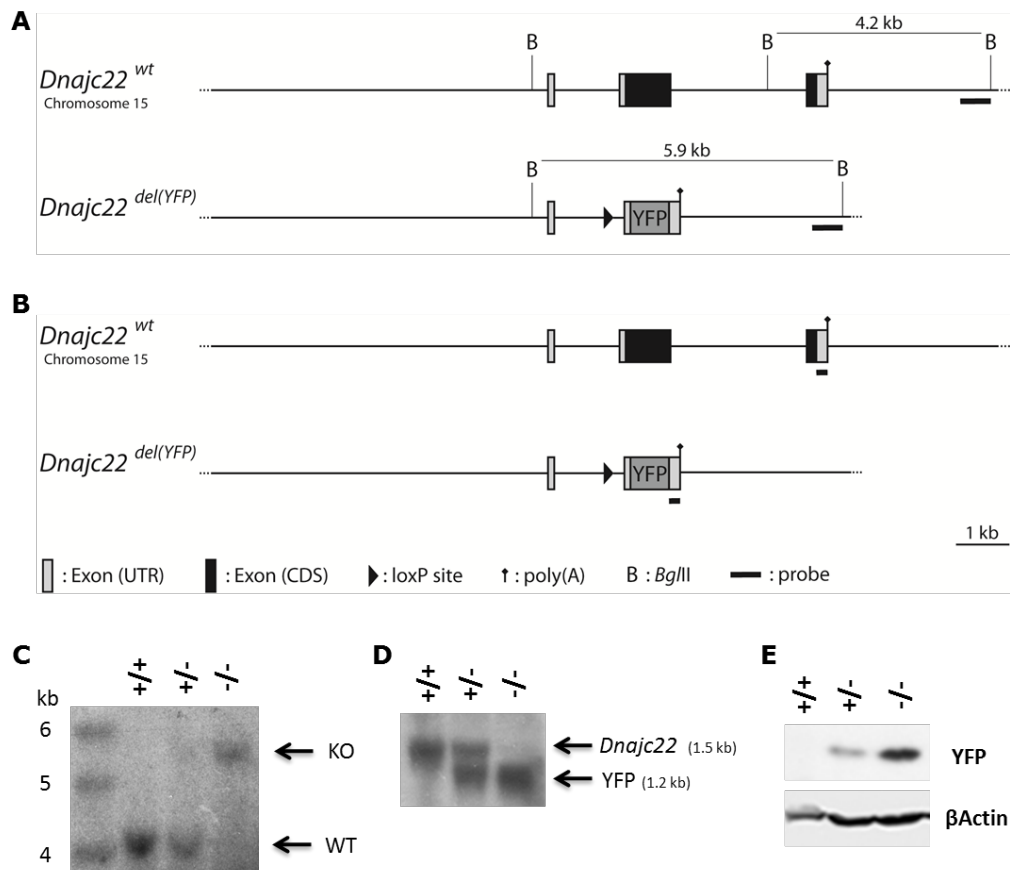 A
4.2 kb
B B B
Dnajc22 wt
Chromosome 15
5.9 kb
B B
Dnajc22 del(YFP)
YFP
B
Dnajc22 wt
Chromosome 15
Dnajc22 del(YFP)
YFP
1 kb
: Exon (UTR) : Exon (CDS) : loxP site : poly(A) B : BglII : probe
C D E
+/+ -/+ -/- +/+ -/+ -/- +/+ -/+ -/-
kb
6
KO
5
4
WT
Dnajc22 (1.5 kb)
YFP (1.2 kb)
YFP
βActin